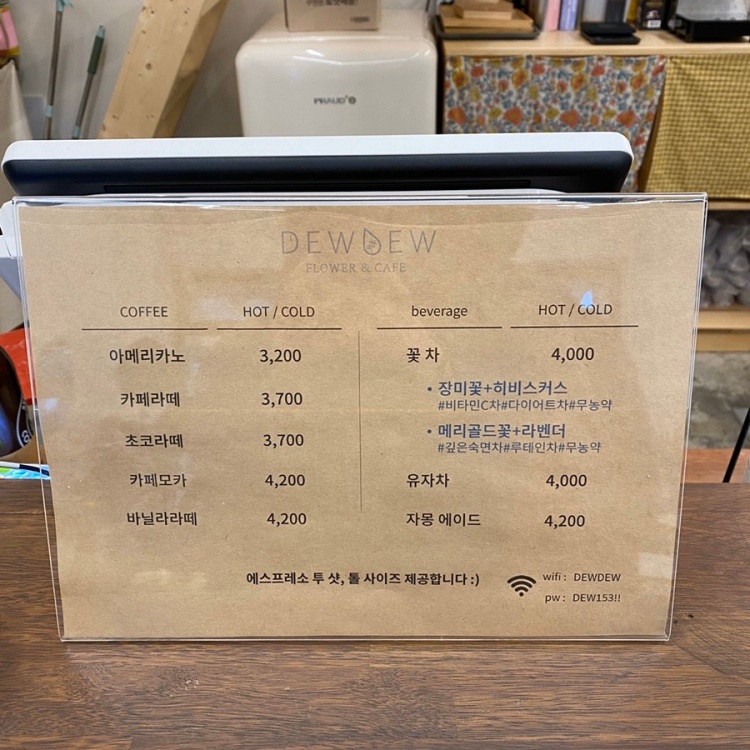 PRAUD
DEWDEW
FLOWER & CAFE
COFFEE HOT / COLD
아메리카노 3,200
카페라떼 3,700
초코라떼 3,700
카페모카 4,200
바닐라라떼 4,200
beverage HOT / COLD
꽃 차 4,000
• 장미꽃+히비스커스
#비타민C차#다이어트차#무농약
• 메리골드꽃+라벤더
#깊은숙면차#루테인차#무농약
유자차 4,000
자몽 에이드 4,200
에스프레소 투 샷, 톨 사이즈 제공합니다 :)
wifi : DEWDEW
pw : DEW153!!